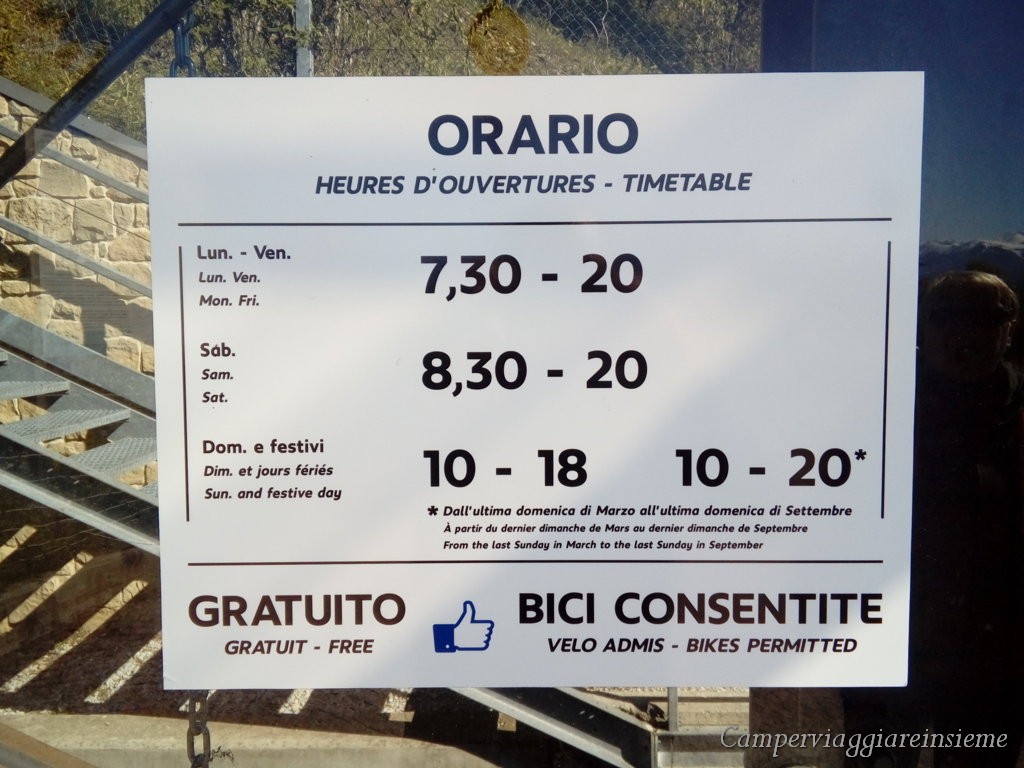 ORARIO
HEURES D'OUVERTURES - TIMETABLE
Lun. - Ven.
Lun. Ven.
Mon. Fri.
7,30 - 20
Sáb.
Sam.
Sat.
8,30 - 20
Dom. e festivi
Dim. et jours fériés
Sun. and festive day
10 - 18 10 - 20*
* Dall'ultima domenica di Marzo all'ultima domenica di Settembre
À partir du dernier dimanche de Mars au dernier dimanche de Septembre
From the last Sunday in March to the last Sunday in September
GRATUITO
GRATUIT - FREE
BICI CONSENTITE
VELO ADMIS - BIKES PERMITTED
Camperviaggiareinsieme